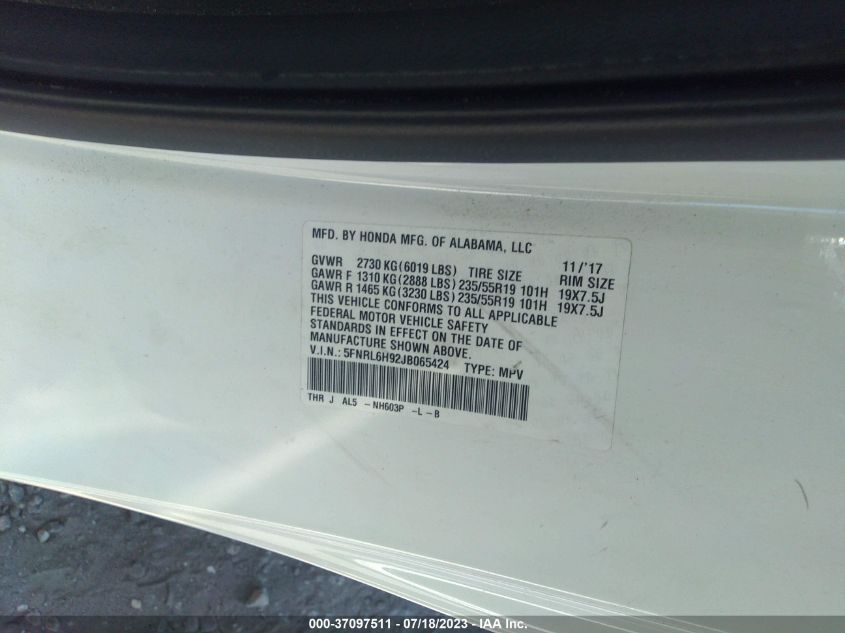 MFD. BY HONDA MFG. OF ALABAMA, LLC 11/'17
GVWR 2730 KG(6019 LBS) TIRE SIZE RIM SIZE
GAWR F 1310 KG(2888 LBS) 235/55R19 101H 19X7.5J
GAWR R 1465 KG(3230 LBS) 235/55R19 101H 19X7.5J
THIS VEHICLE CONFORMS TO ALL APPLICABLE
FEDERAL MOTOR VEHICLE SAFETY
STANDARDS IN EFFECT ON THE DATE OF
MANUFACTURE SHOWN ABOVE.
V.I.N.: 5FNRL6H92JB065424 TYPE: MPV
THR J AL5 -NH603P -L-B
000-37097511 - 07/18/2023 - IAA Inc.